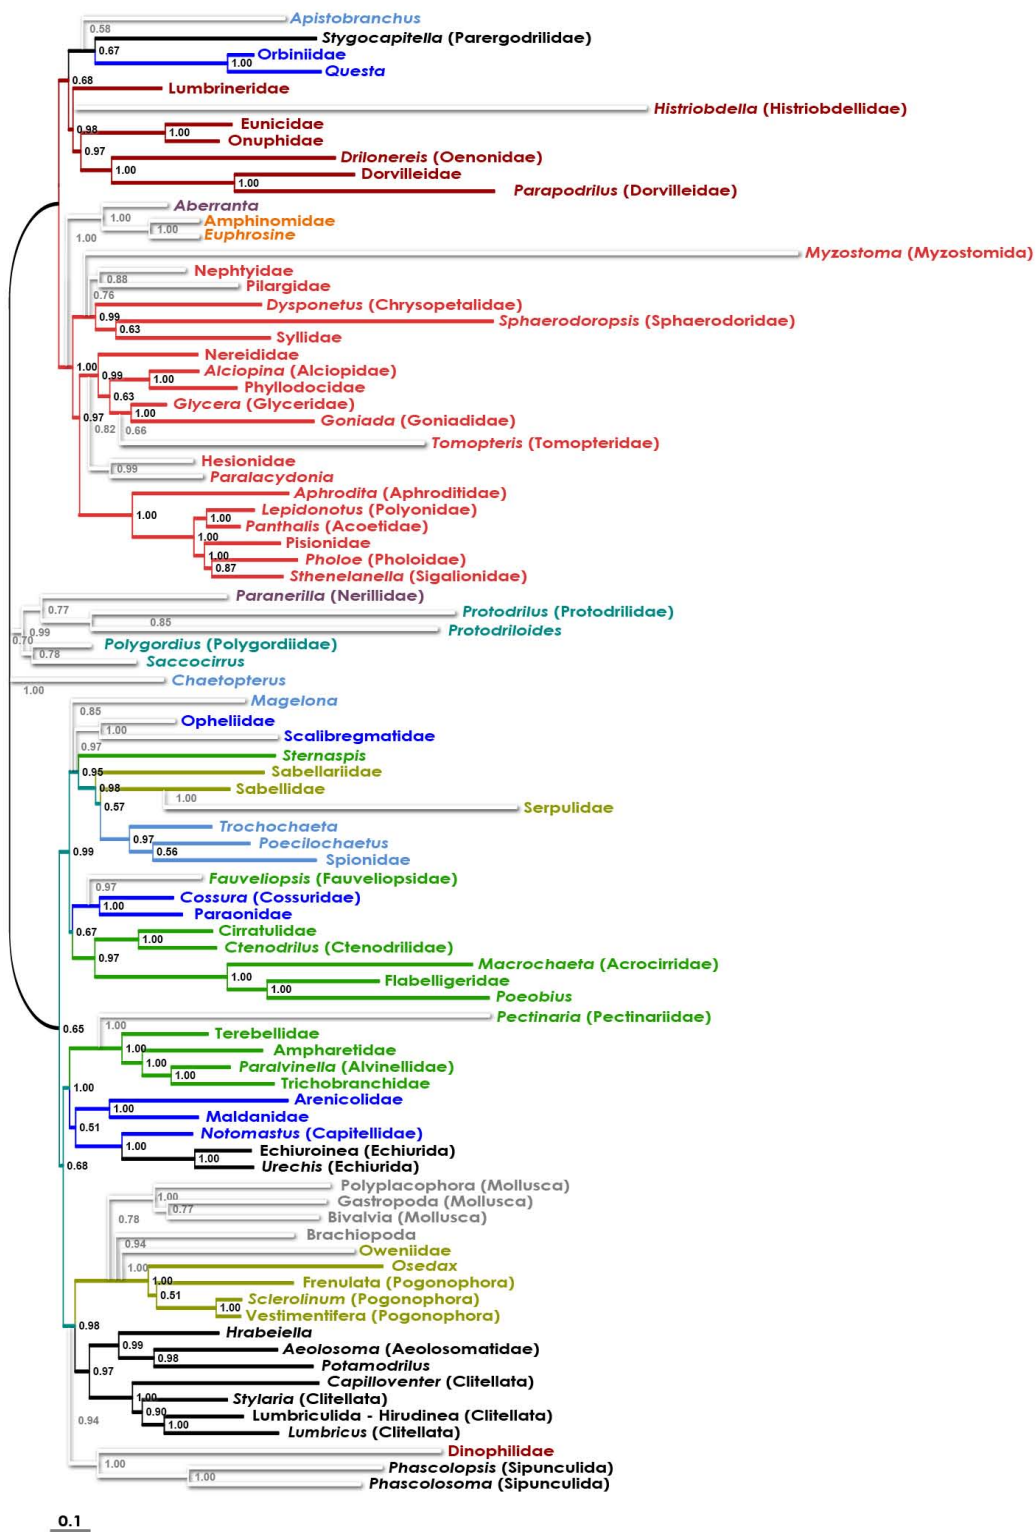 Apistobranchus
0.58
Stygocapitella (Parergodrilidae)
0.67
Orbiniidae
1.00
Questa
0.68
Lumbrineridae
Histriobdella (Histriobdellidae)
Eunicidae
0.98
1.00
Onuphidae
0.97
Drilonereis (Oenonidae)
1.00
Dorvilleidae
1.00
Parapodrilus (Dorvilleidae)
Aberranta
1.00
Amphinomidae
1.00
Euphrosine
1.00
Myzostoma (Myzostomida)
Nephtyidae
0.88
Pilargidae
0.76
Dysponetus (Chrysopetalidae)
0.99
Sphaerodoropsis (Sphaerodoridae)
0.63
Syllidae
Nereididae
1.00
Alciopina (Alciopidae)
0.99
1.00
Phyllodocidae
0.63
Glycera (Glyceridae)
1.00
0.97
Goniada (Goniadidae)
0.82
0.66
Tomopteris (Tomopteridae)
Hesionidae
0.99
Paralacydonia
Aphrodita (Aphroditidae)
1.00
Lepidonotus (Polyonidae)
1.00
Panthalis (Acoetidae)
1.00
Pisionidae
1.00
Pholoe (Pholoidae)
0.87
Sthenelanella (Sigalionidae)
Paranerilla (Nerillidae)
0.77
Protodrilus (Protodrilidae)
0.85
Protodriloides
0.99
0.70
Polygordius (Polygordiidae)
0.78
Saccocirrus
Chaetopterus
1.00
Magelona
0.85
Opheliidae
1.00
Scalibregmatidae
0.97
Sternaspis
0.95
Sabellariidae
0.98
Sabellidae
1.00
0.57
Serpulidae
Trochochaeta
0.97
Poecilochaetus
0.99
0.56
Spionidae
Fauveliopsis (Fauveliopsidae)
0.97
Cossura (Cossuridae)
1.00
Paraonidae
0.67
Cirratulidae
1.00
Ctenodrilus (Ctenodrilidae)
0.97
Macrochaeta (Acrocirridae)
1.00
Flabelligeridae
1.00
Poeobius
Pectinaria (Pectinariidae)
0.65
1.00
Terebellidae
1.00
Ampharetidae
1.00
Paralvinella (Alvinellidae)
1.00
Trichobranchidae
1.00
Arenicolidae
1.00
Maldanidae
0.51
Notomastus (Capitellidae)
1.00
Echiuroinea (Echiurida)
1.00
Urechis (Echiurida)
0.68
Polyplacophora (Mollusca)
1.00
Gastropoda (Mollusca)
0.77
Bivalvia (Mollusca)
0.78
Brachiopoda
0.94
Oweniidae
1.00
Osedax
1.00
Frenulata (Pogonophora)
0.51
Sclerolinum (Pogonophora)
1.00
Vestimentifera (Pogonophora)
0.98
Hrabeiella
0.99
Aeolosoma (Aeolosomatidae)
0.98
Potamodrilus
0.97
Capilloventer (Clitellata)
1.00
Stylaria (Clitellata)
0.90
Lumbriculida - Hirudinea (Clitellata)
0.94
1.00
Lumbricus (Clitellata)
Dinophilidae
1.00
Phascolopsis (Sipunculida)
1.00
Phascolosoma (Sipunculida)
0.1